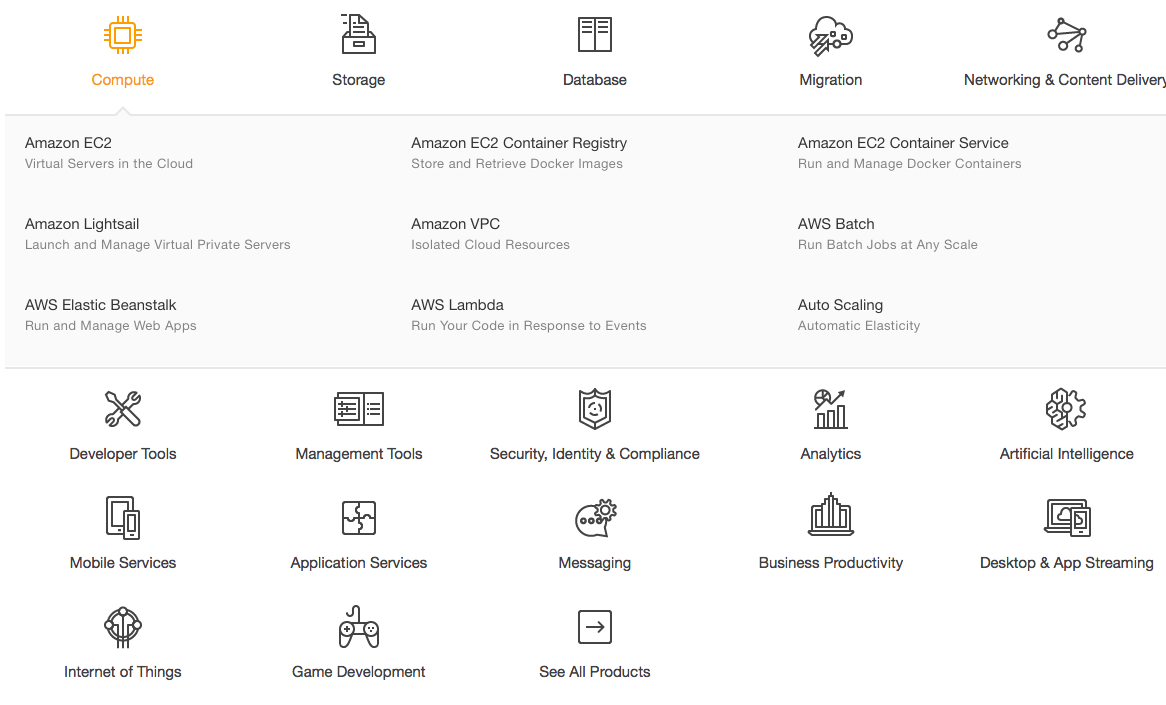 Compute
Storage
Database
Migration
Networking & Content Delivery
Amazon EC2
Virtual Servers in the Cloud
Amazon EC2 Container Registry
Store and Retrieve Docker Images
Amazon EC2 Container Service
Run and Manage Docker Containers
Amazon Lightsail
Launch and Manage Virtual Private Servers
Amazon VPC
Isolated Cloud Resources
AWS Batch
Run Batch Jobs at Any Scale
AWS Elastic Beanstalk
Run and Manage Web Apps
AWS Lambda
Run Your Code in Response to Events
Auto Scaling
Automatic Elasticity
Developer Tools
Management Tools
Security, Identity & Compliance
Analytics
Artificial Intelligence
Mobile Services
Application Services
Messaging
Business Productivity
Desktop & App Streaming
Internet of Things
Game Development
See All Products